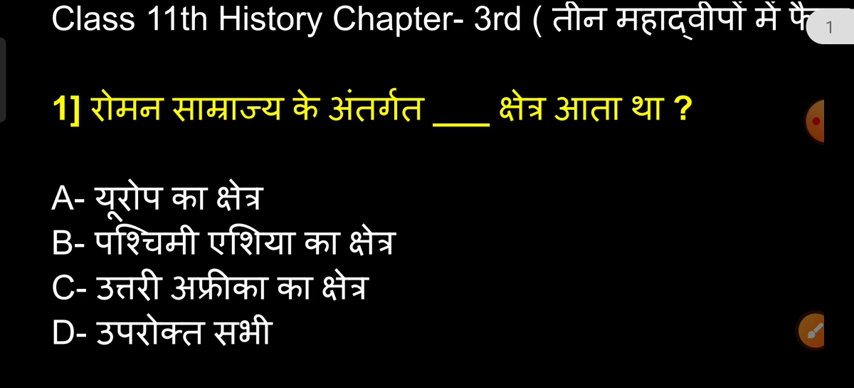 Class 11th History Chapter- 3rd ( तीन महाद्वीपों में
1
1] रोमन साम्राज्य के अंतर्गत ____ क्षेत्र आता था ?
A- यूरोप का क्षेत्र
B- पश्चिमी एशिया का क्षेत्र
C- उत्तरी अफ्रीका का क्षेत्र
D- उपरोक्त सभी